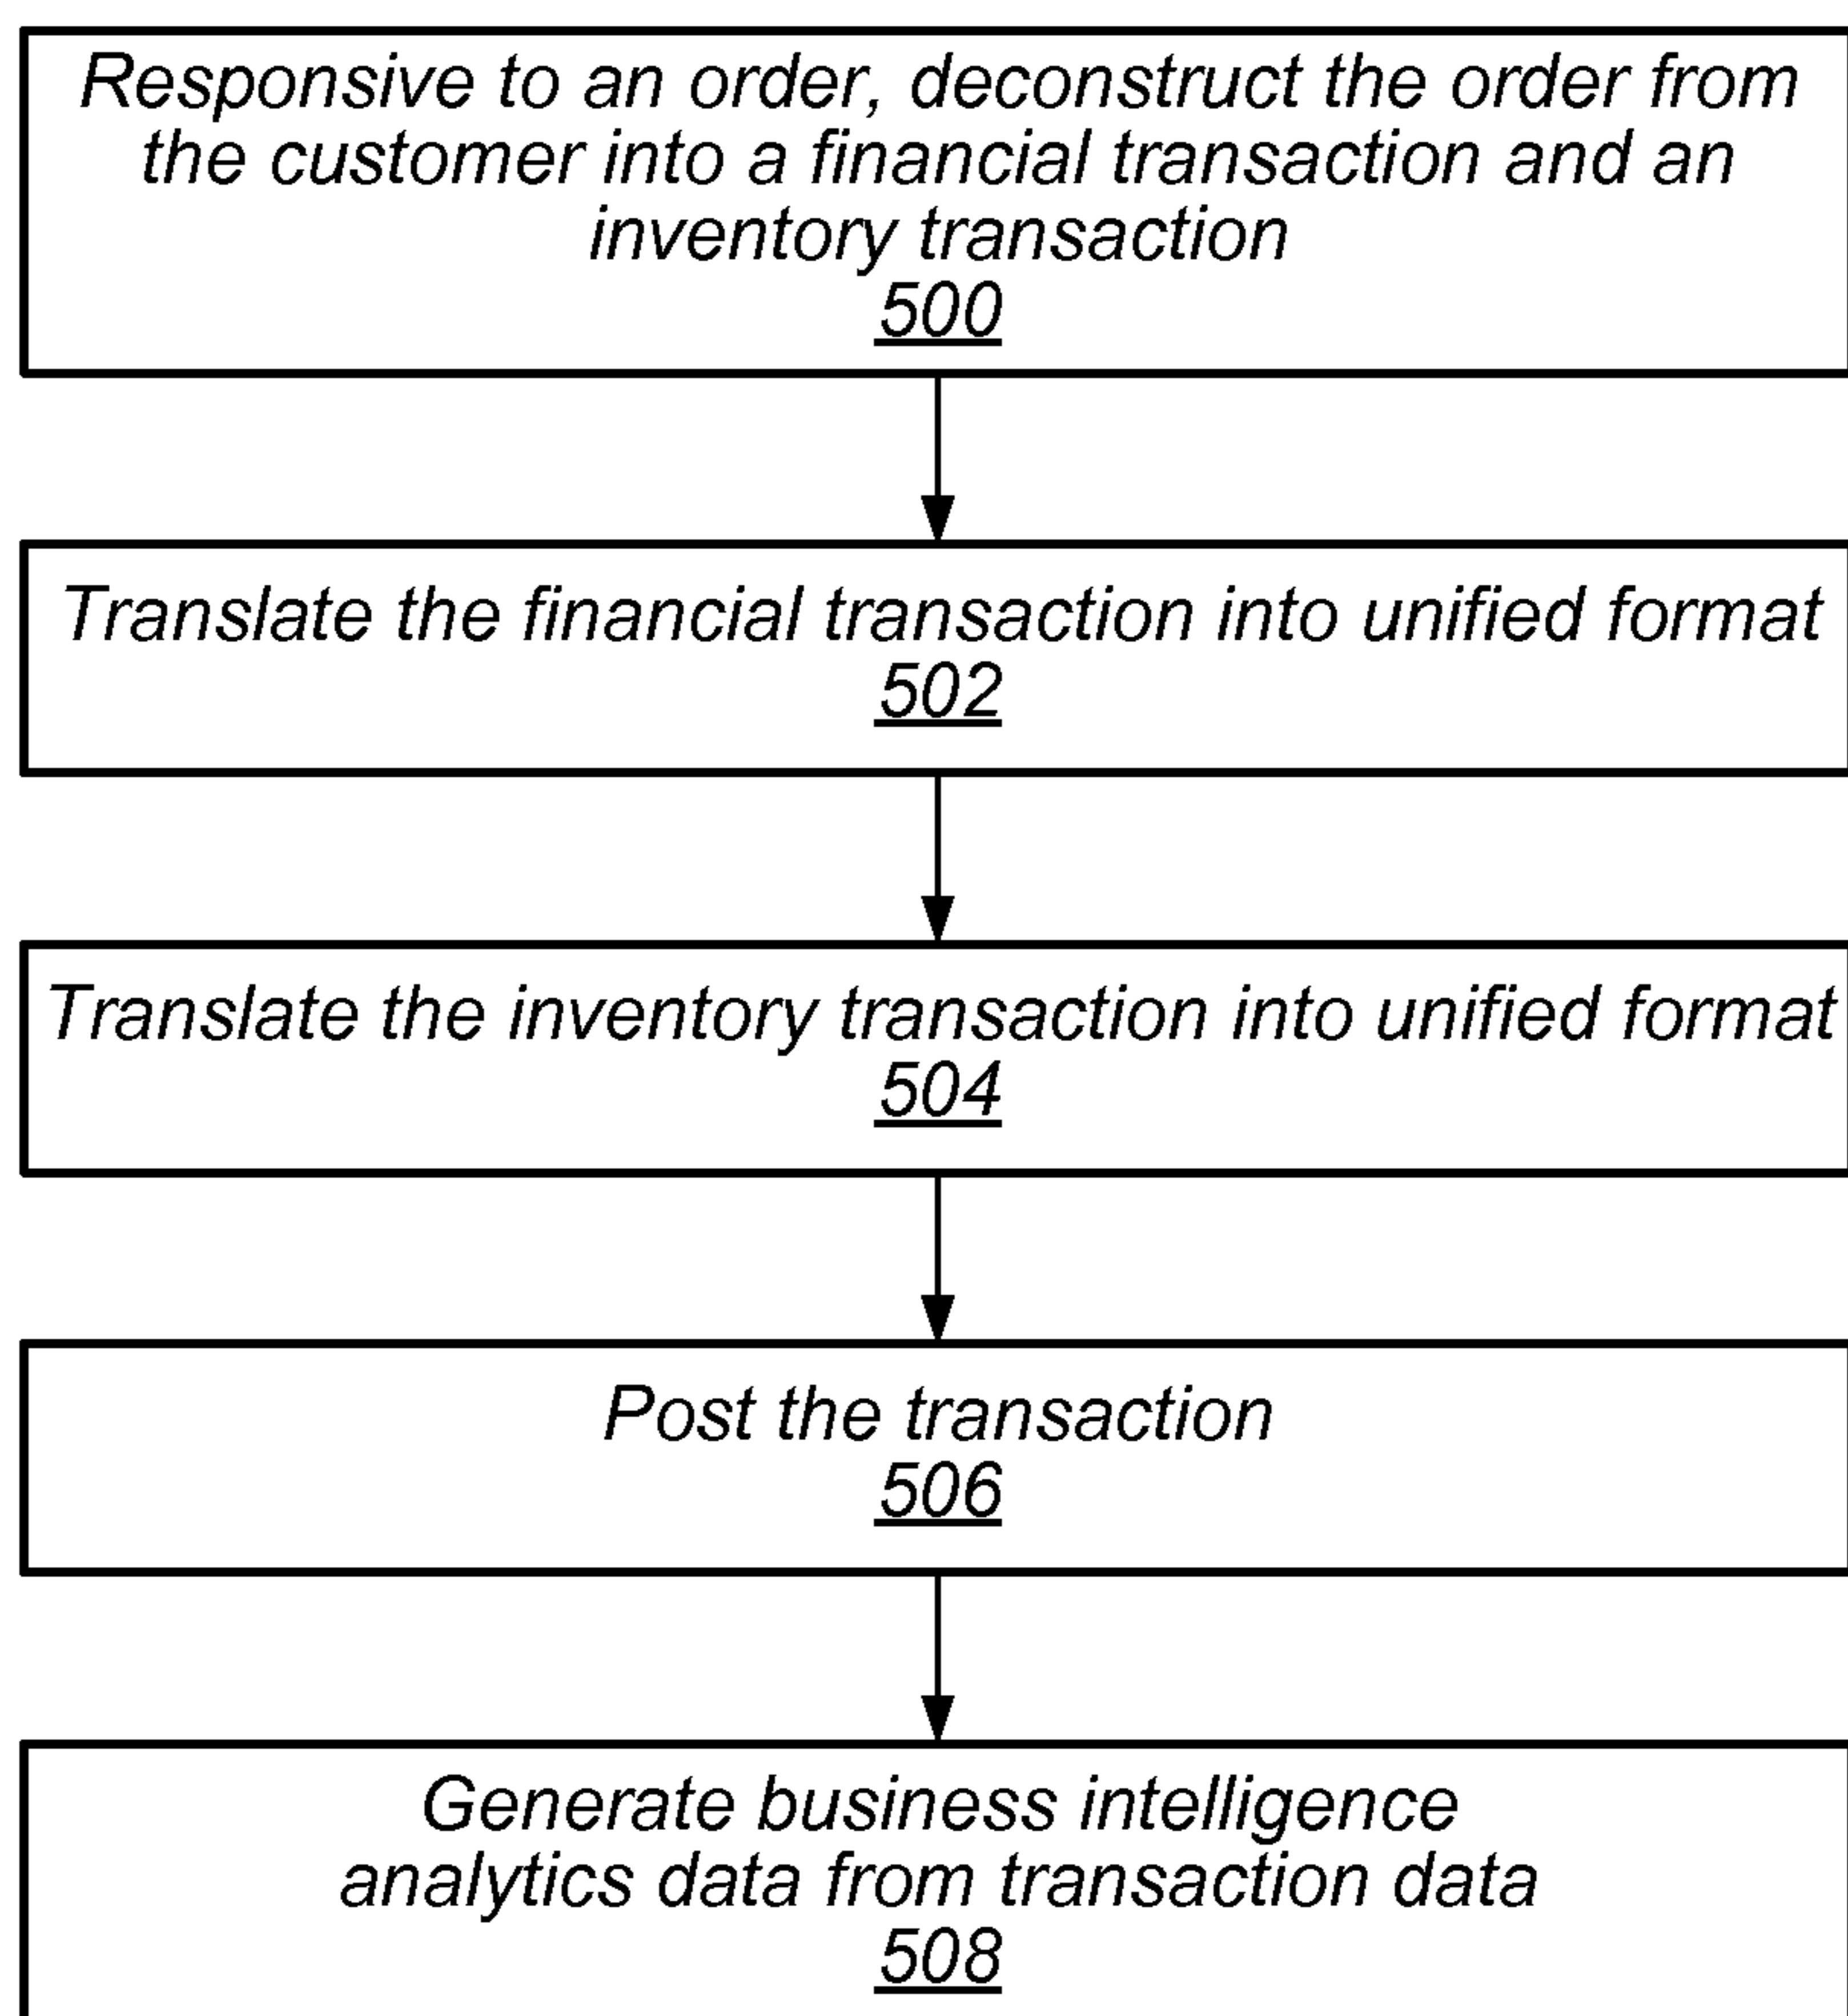 Responsive to an order, deconstruct the order from
the customer into a financial transaction and an
inventory transaction
500
Translate the financial transaction into unified format
502
Translate the inventory transaction into unified format
504
Post the transaction
506
Generate business intelligence
analytics data from transaction data
508